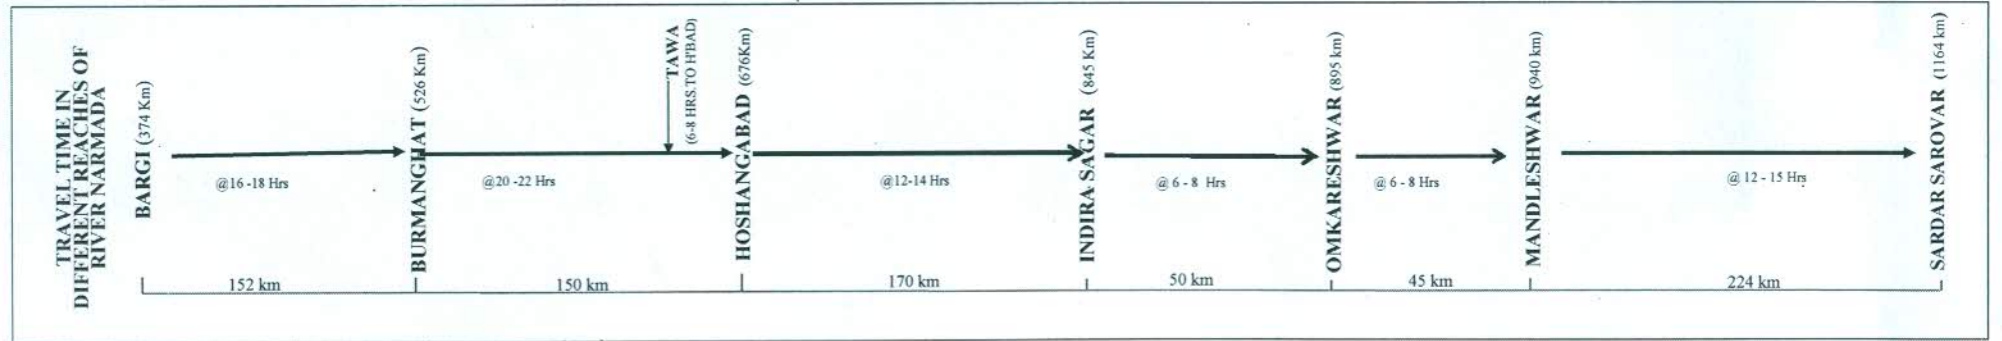 TRAVEL TIME IN
DIFFERENT REACHES OF
RIVER NARMADA
BARGI (374 Km)
@16 -18 Hrs
BURMANGHAT (526 Km)
@20 -22 Hrs
TAWA
(6-8 HRS.TO H'BAD)
HOSHANGABAD (676Km)
@12-14 Hrs
INDIRA SAGAR (845 Km)
@ 6 - 8 Hrs
OMKARESHWAR (895 km)
@ 6 - 8 Hrs
MANDLESHWAR (940 km)
@ 12 - 15 Hrs
SARDAR SAROVAR (1164 km)
152 km
150 km
170 km
50 km
45 km
224 km